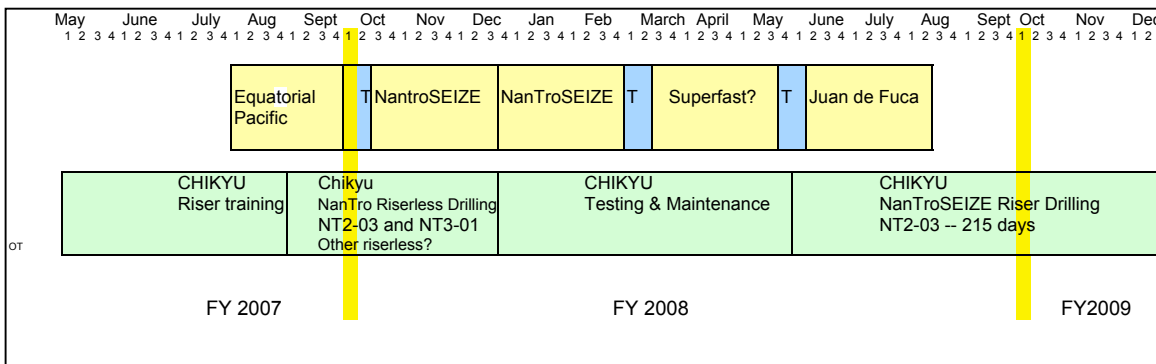 May June July Aug Sept Oct Nov Dec Jan Feb March April May June July Aug Sept Oct Nov Dec
1 2 3 4 1 2 3 4 1 2 3 4 1 2 3 4 1 2 3 4 1 2 3 4 1 2 3 4 1 2 3 4 1 2 3 4 1 2 3 4 1 2 3 4 1 2 3 4 1 2 3 4 1 2 3 4 1 2 3 4 1 2 3 4 1 2 3 4 1 2 3 4 1 2 3 4 1 2
Equatorial
Pacific
T
NantroSEIZE
NanTroSEIZE
T
Superfast?
T
Juan de Fuca
CHIKYU
Riser training
Chikyu
NanTro Riserless Drilling
NT2-03 and NT3-01
Other riserless?
CHIKYU
Testing & Maintenance
CHIKYU
NanTroSEIZE Riser Drilling
NT2-03 -- 215 days
OT
FY 2007
FY 2008
FY2009